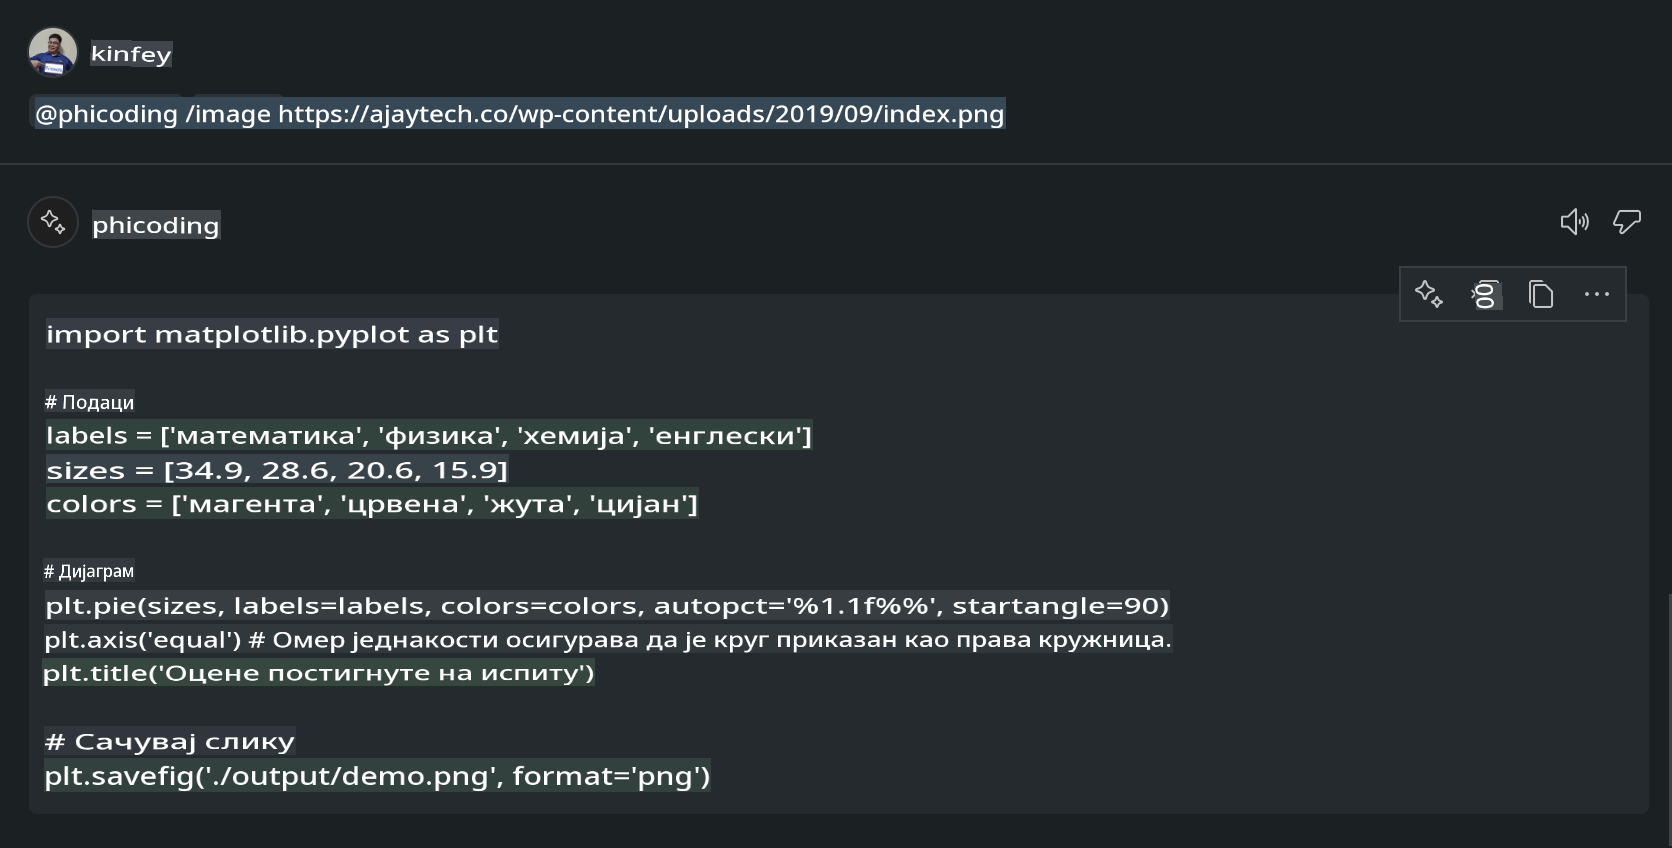 kinfey
@phicoding /image https://ajaytech.co/wp-content/uploads/2019/09/index.png
phicoding
import matplotlib.pyplot as plt
# Подаци
labels = ['математика', 'физика', 'хемија', 'енглески']
sizes = [34.9, 28.6, 20.6, 15.9]
colors = ['магента', 'црвена', 'жута', 'цијан']
# Дијаграм
plt.pie(sizes, labels=labels, colors=colors, autopct='%1.1f%%', startangle=90)
plt.axis('equal') # Омер једнакости осигурава да је круг приказан као права кружница.
plt.title('Оцене постигнуте на испиту')
# Сачувај слику
plt.savefig('./output/demo.png', format='png')